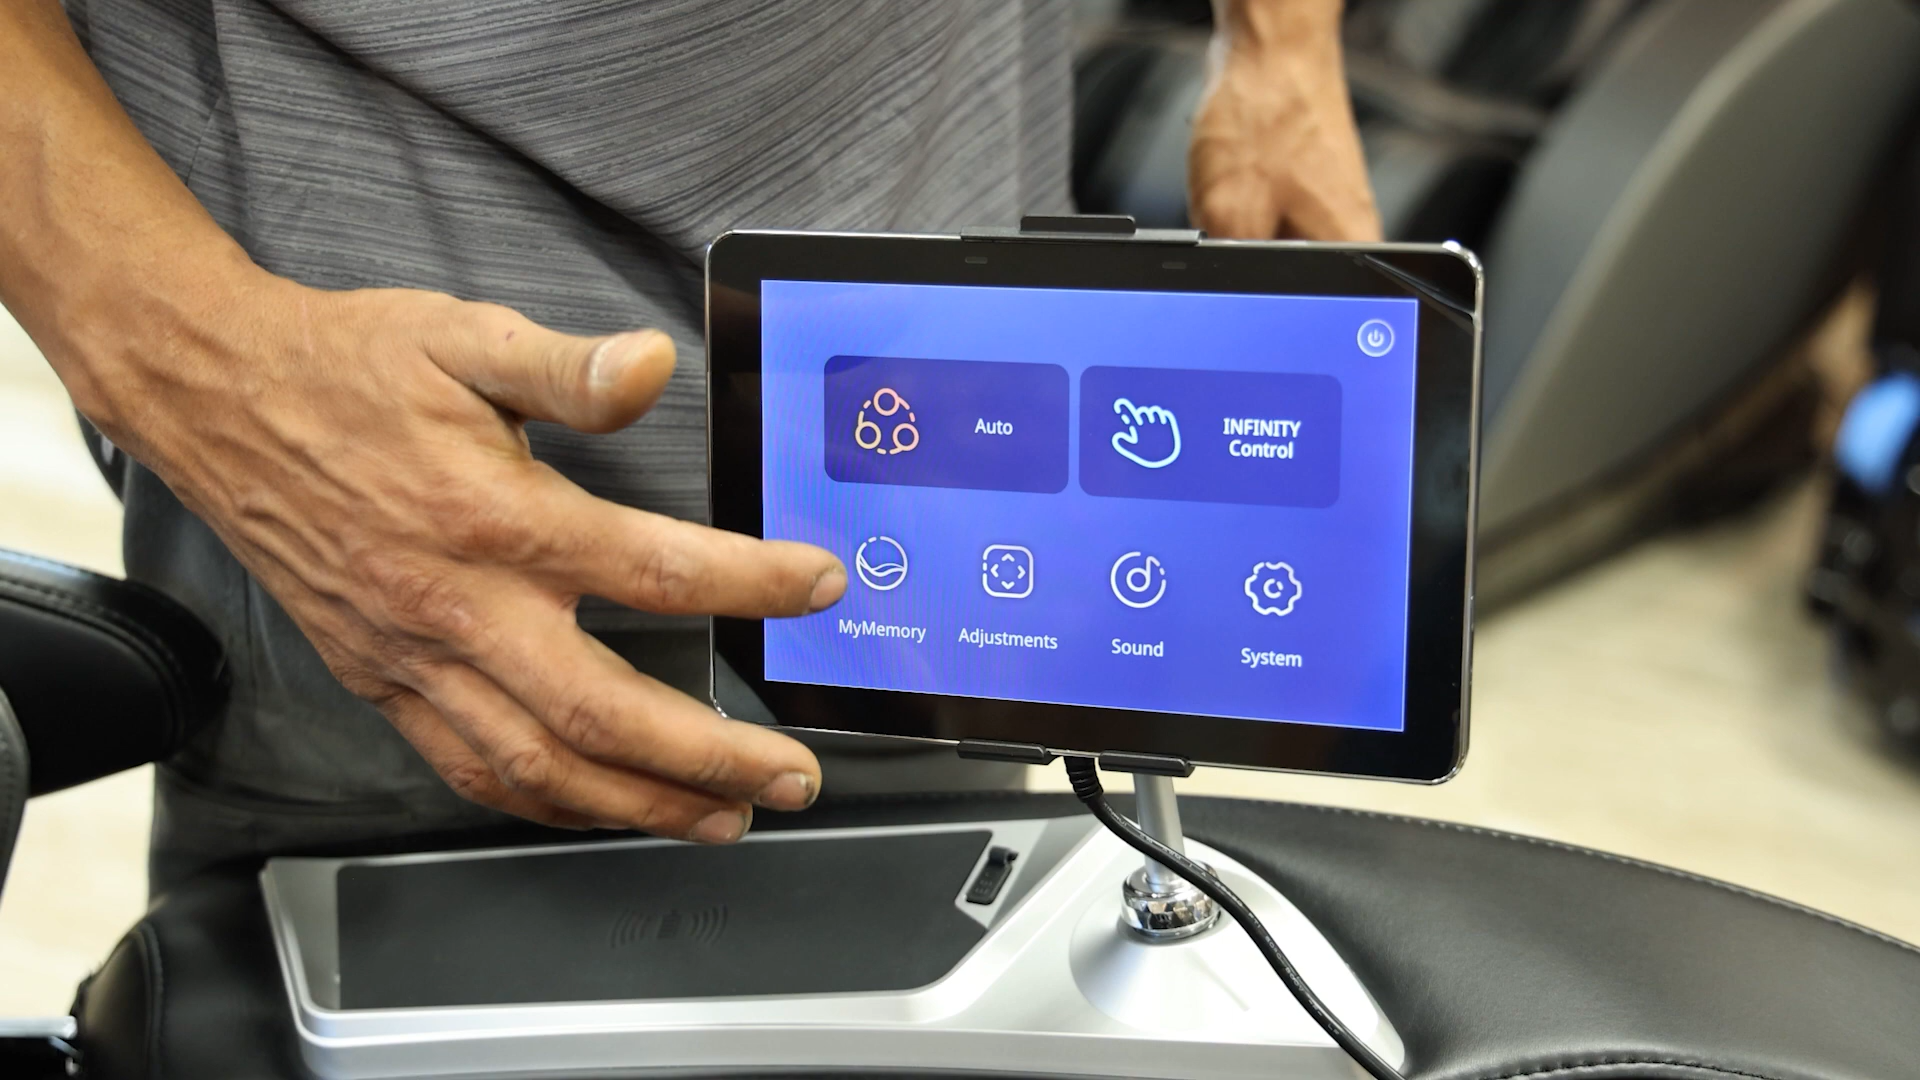 Auto
INFINITY
Control
MyMemory
Adjustments
Sound
System